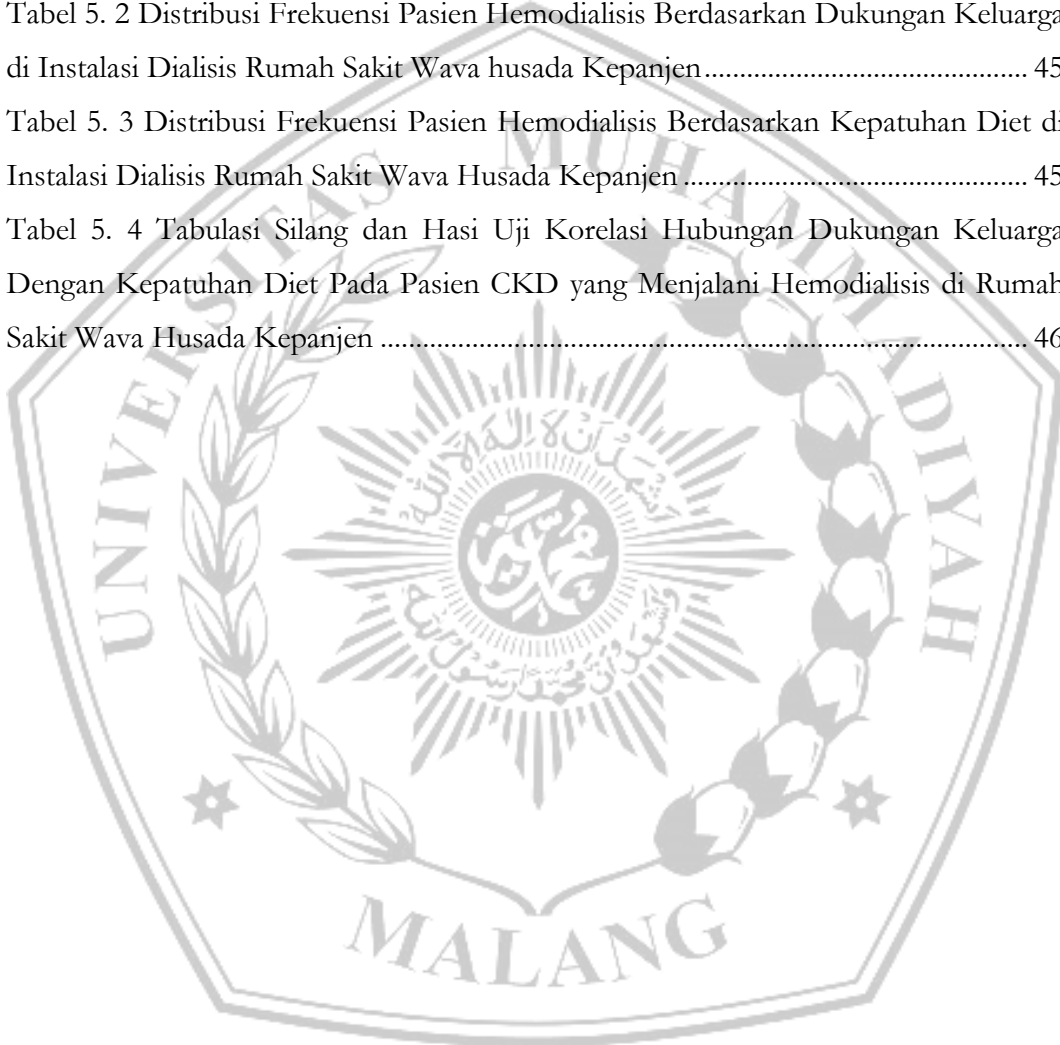 Tabel 5. 2 Distribusi Frekuensi Pasien Hemodialisis Berdasarkan Dukungan Keluarga
di Instalasi Dialisis Rumah Sakit Wava husada Kepanjen.......................................... 45
Tabel 5. 3 Distribusi Frekuensi Pasien Hemodialisis Berdasarkan Kepatuhan Diet di
Instalasi Dialisis Rumah Sakit Wava Husada Kepanjen ............................................. 45
Tabel 5. 4 Tabulasi Silang dan Hasi Uji Korelasi Hubungan Dukungan Keluarga
Dengan Kepatuhan Diet Pada Pasien CKD yang Menjalani Hemodialisis di Rumah
Sakit Wava Husada Kepanjen ..................................................................................... 46
UNIVERSITAS MUHAMMADIYAH
MALANG